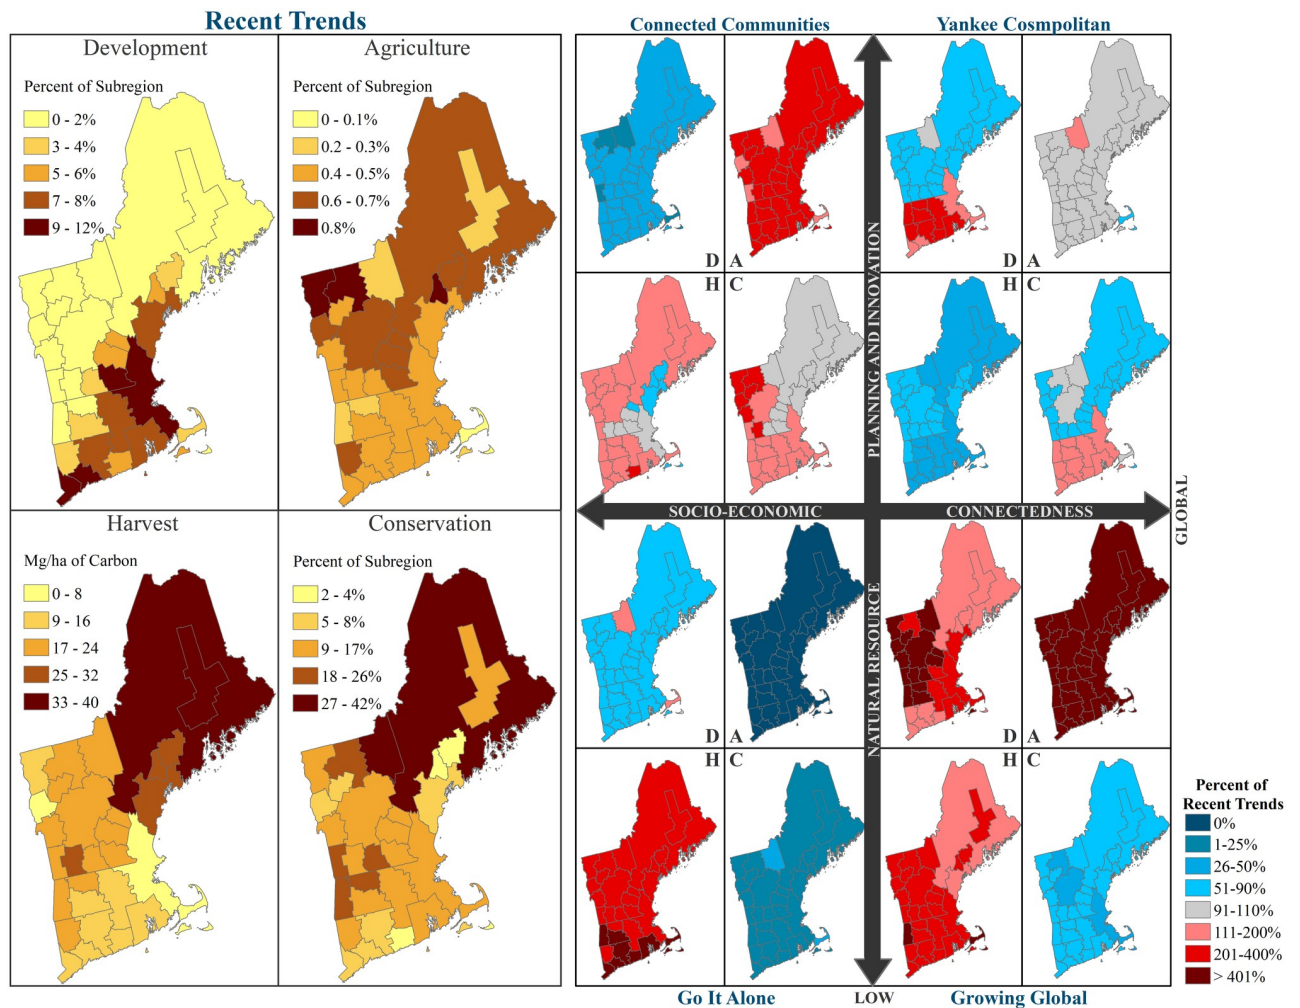 Recent Trends
Development
Percent of Subregion
0 - 2%
3 - 4%
5 - 6%
7 - 8%
9 - 12%
Agriculture
Percent of Subregion
0 - 0.1%
0.2 - 0.3%
0.4 - 0.5%
0.6 - 0.7%
0.8%
Harvest
Mg/ha of Carbon
0 - 8
9 - 16
17 - 24
25 - 32
33 - 40
Conservation
Percent of Subregion
2 - 4%
5 - 8%
9 - 17%
18 - 26%
27 - 42%
Connected Communities
Yankee Cosmpolitan
D
A
D
A
H
C
H
C
PLANNING AND INNOVATION
SOCIO-ECONOMIC
CONNECTEDNESS
GLOBAL
NATURAL RESOURCE
D
A
D
A
H
C
H
C
Go It Alone
LOW
Growing Global
Percent of
Recent Trends
0%
1-25%
26-50%
51-90%
91-110%
111-200%
201-400%
> 401%